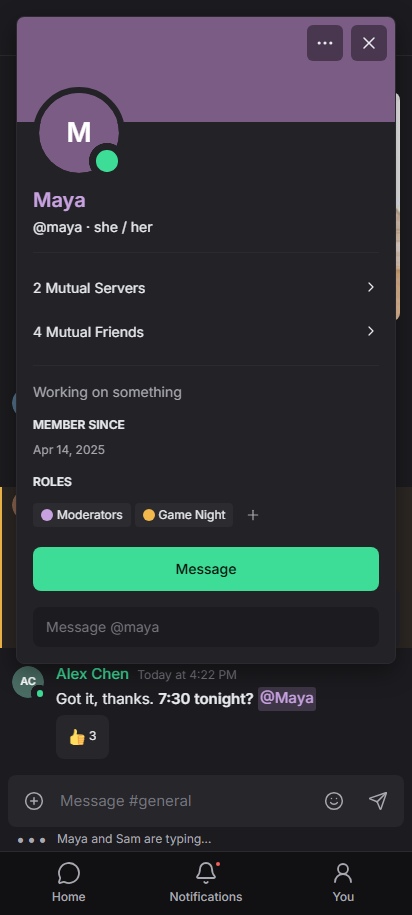 M
Maya
@maya · she / her
2 Mutual Servers
4 Mutual Friends
Working on something
MEMBER SINCE
Apr 14, 2025
ROLES
Moderators Game Night
Message
Message @maya
AC Alex Chen Today at 4:22 PM
Got it, thanks. 7:30 tonight? @Maya
👍 3
Message #general
Maya and Sam are typing...
Home Notifications You